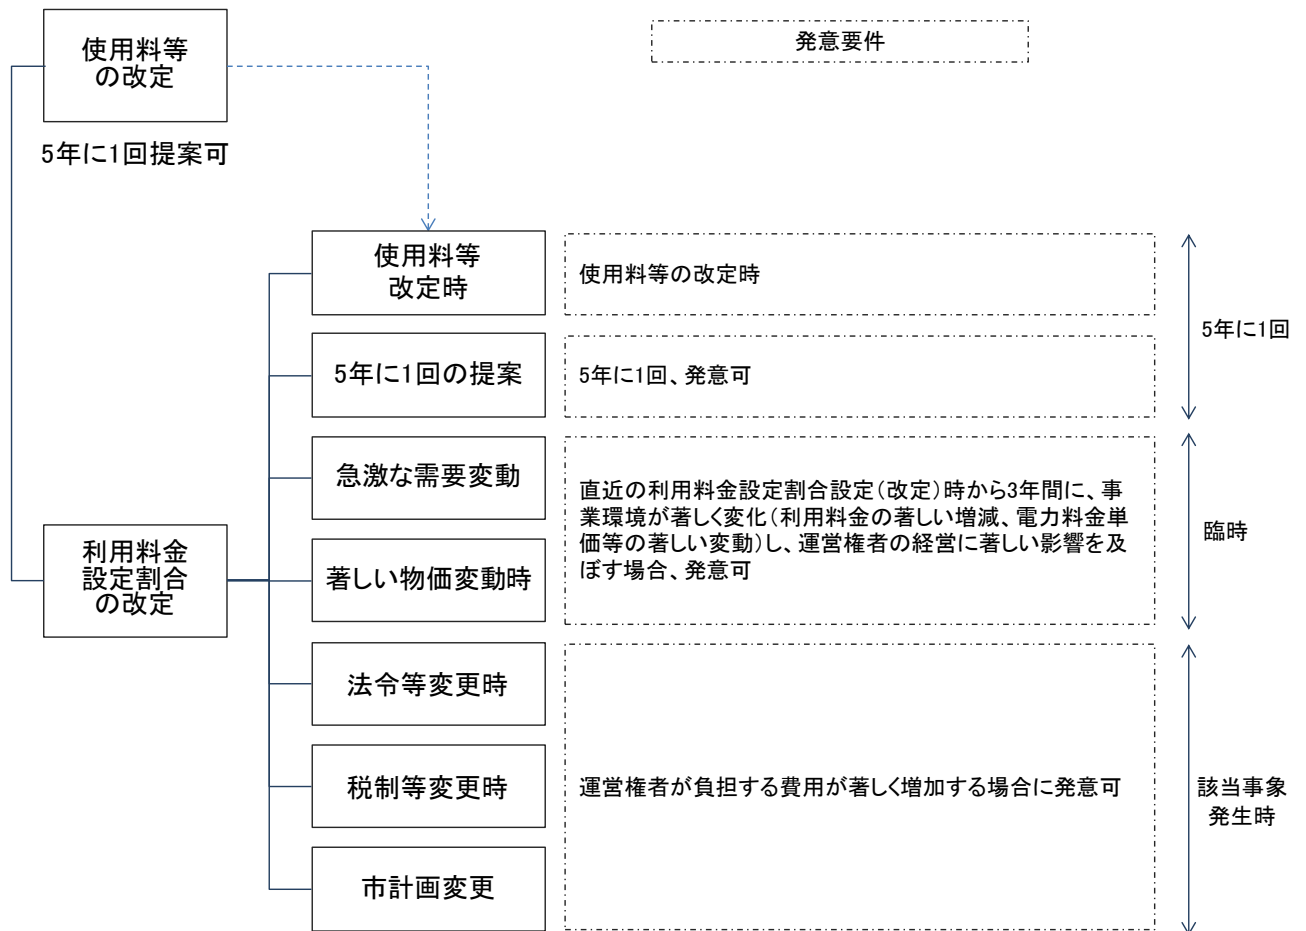 使用料等
の改定
5年に1回提案可
発意要件
使用料等
改定時
使用料等の改定時
5年に1回の提案
5年に1回、発意可
5年に1回
急激な需要変動
著しい物価変動時
直近の利用料金設定割合設定(改定)時から3年間に、事
業環境が著しく変化(利用料金の著しい増減、電力料金単
価等の著しい変動)し、運営権者の経営に著しい影響を及
ぼす場合、発意可
臨時
利用料金
設定割合
の改定
法令等変更時
税制等変更時
市計画変更
運営権者が負担する費用が著しく増加する場合に発意可
該当事象
発生時